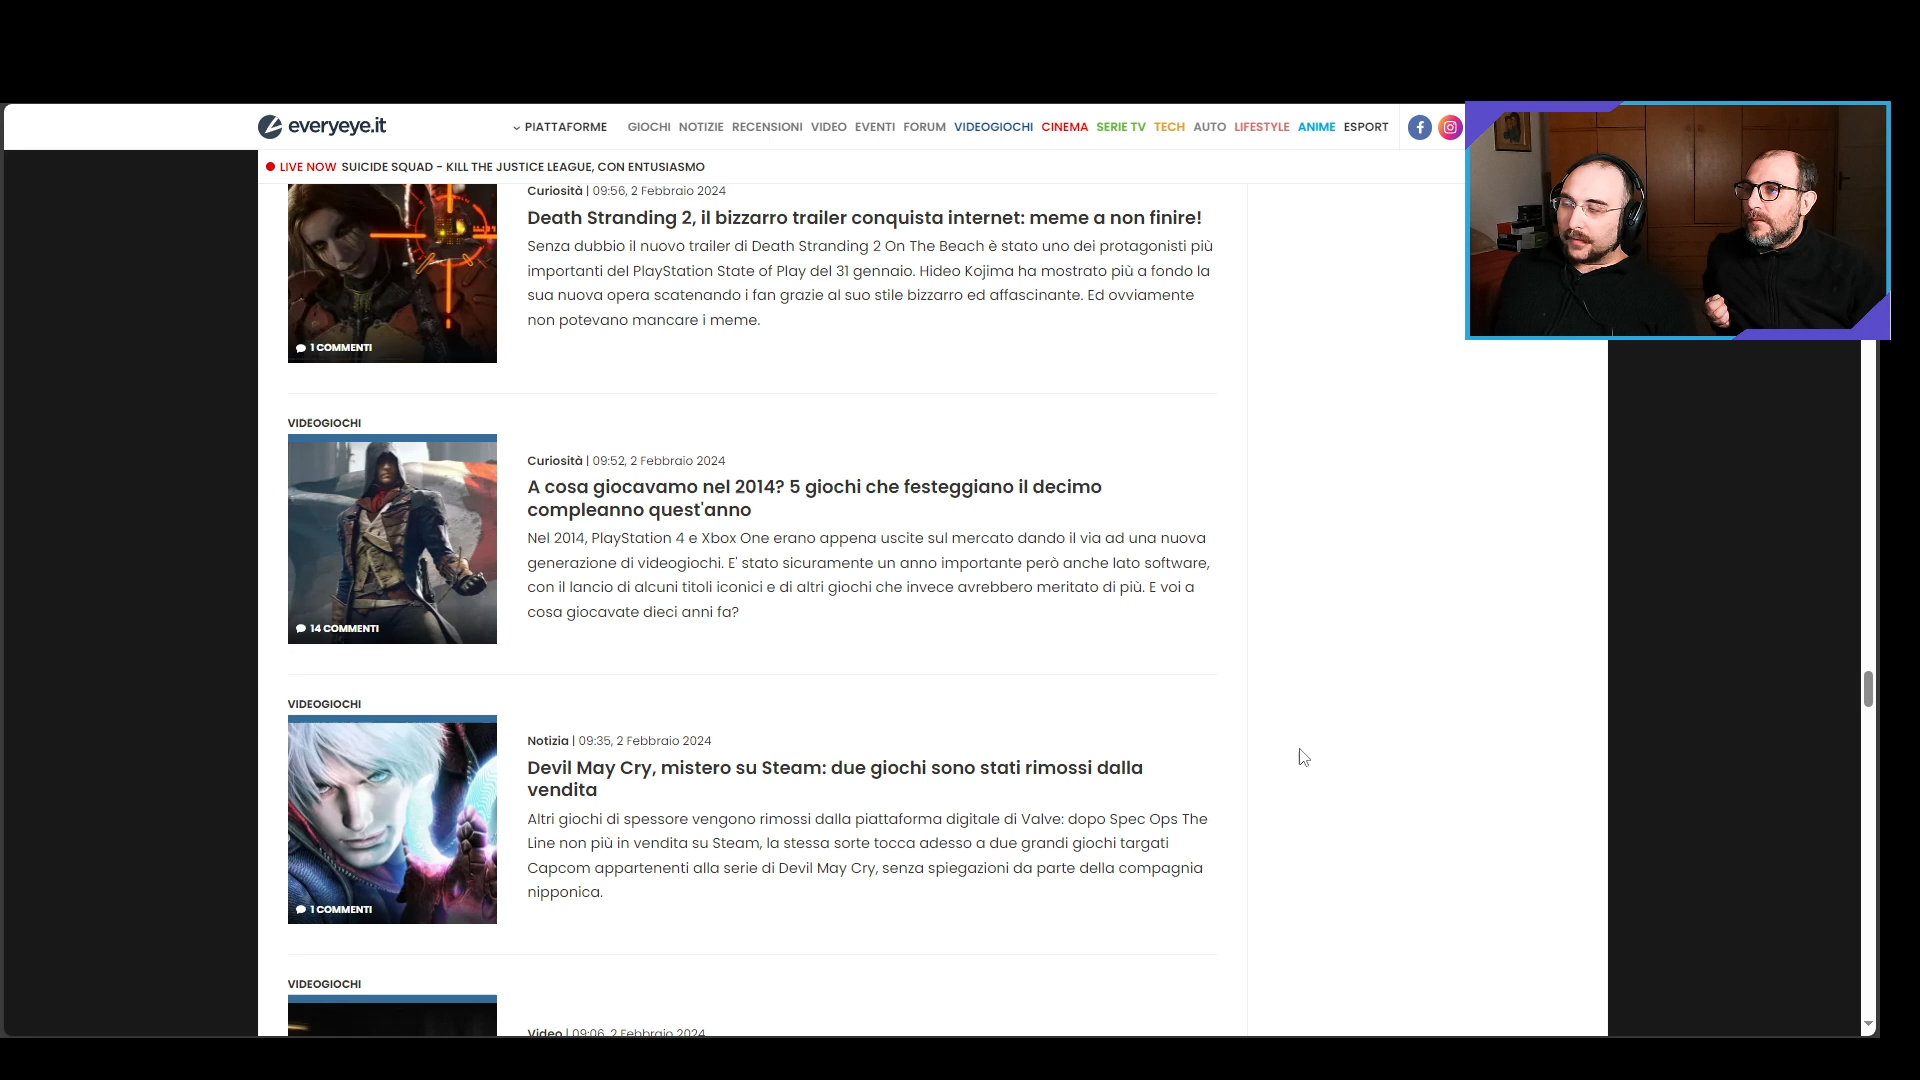 everyeye.it
PIATTAFORME GIOCHI NOTIZIE RECENSIONI VIDEO EVENTI FORUM VIDEOGIOCHI CINEMA SERIE TV TECH AUTO LIFESTYLE ANIME ESPORT
LIVE NOW SUICIDE SQUAD - KILL THE JUSTICE LEAGUE, CON ENTUSIASMO
Curiosità | 09:56, 2 Febbraio 2024
Death Stranding 2, il bizzarro trailer conquista internet: meme a non finire!
Senza dubbio il nuovo trailer di Death Stranding 2 On The Beach è stato uno dei protagonisti più
importanti del PlayStation State of Play del 31 gennaio. Hideo Kojima ha mostrato più a fondo la
sua nuova opera scatenando i fan grazie al suo stile bizzarro ed affascinante. Ed ovviamente
non potevano mancare i meme.
1 COMMENTI
VIDEOGIOCHI
Curiosità | 09:52, 2 Febbraio 2024
A cosa giocavamo nel 2014? 5 giochi che festeggiano il decimo
compleanno quest'anno
Nel 2014, PlayStation 4 e Xbox One erano appena uscite sul mercato dando il via ad una nuova
generazione di videogiochi. E' stato sicuramente un anno importante però anche lato software,
con il lancio di alcuni titoli iconici e di altri giochi che invece avrebbero meritato di più. E voi a
cosa giocavate dieci anni fa?
14 COMMENTI
VIDEOGIOCHI
Notizia | 09:35, 2 Febbraio 2024
Devil May Cry, mistero su Steam: due giochi sono stati rimossi dalla
vendita
Altri giochi di spessore vengono rimossi dalla piattaforma digitale di Valve: dopo Spec Ops The
Line non più in vendita su Steam, la stessa sorte tocca adesso a due grandi giochi targati
Capcom appartenenti alla serie di Devil May Cry, senza spiegazioni da parte della compagnia
nipponica.
1 COMMENTI
VIDEOGIOCHI
Video | 09:06, 2 Febbraio 2024